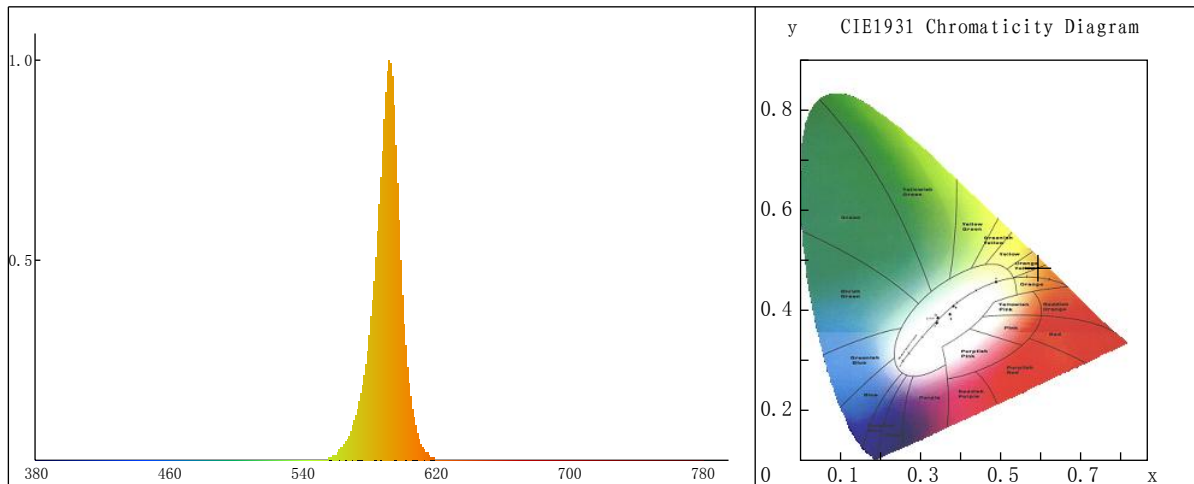 1.0
0.5
380
460
540
620
700
780
y
CIE1931 Chromaticity Diagram
0.8
0.6
0.4
0.2
0
0.1
0.3
0.5
0.7
x
Yellowish
Green
Green
Yellow
Green
Greenish
Yellow
Yellow
Orange
Yellow
Orange
Bluish
Green
Yellowish
Pink
Reddish
Orange
Pink
Red
Greenish
Blue
Purplish
Pink
Purplish
Red
Blue
Purple
Reddish
Purple